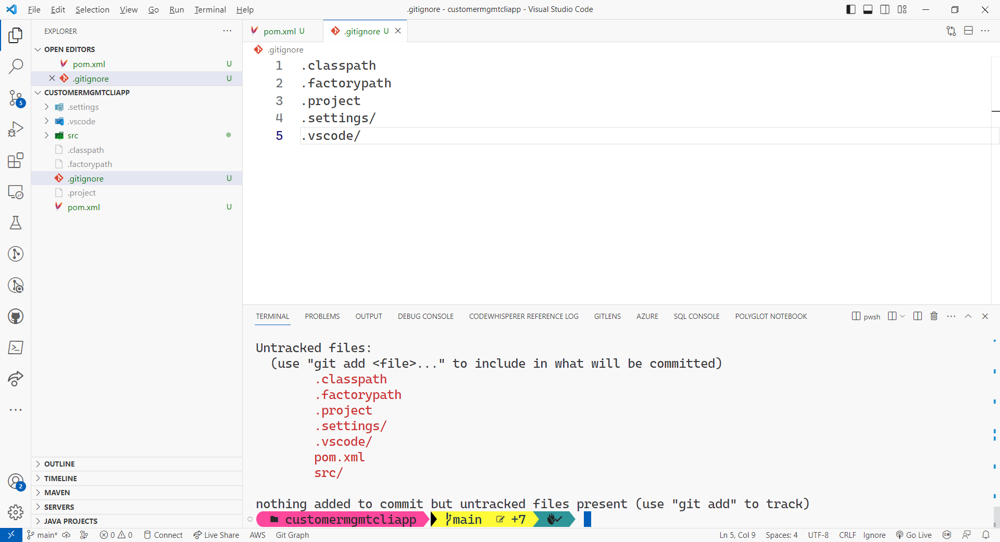 File Edit Selection View Go Run Terminal Help
.gitignore - customermgmtcliapp - Visual Studio Code
EXPLORER
OPEN EDITORS
pom.xml U
.gitignore U
CUSTOMERMGMTCLIAPP
.settings
.vscode
src
.classpath
.factorypath
.gitignore U
.project
pom.xml U
OUTLINE
TIMELINE
MAVEN
SERVERS
JAVA PROJECTS
5
2
pom.xml U .gitignore U
.gitignore
1 .classpath
2 .factorypath
3 .project
4 .settings/
5 .vscode/
TERMINAL PROBLEMS OUTPUT DEBUG CONSOLE CODEWHISPERER REFERENCE LOG GITLENS AZURE SQL CONSOLE POLYGLOT NOTEBOOK pwsh
Untracked files:
(use "git add <file>..." to include in what will be committed)
.classpath
.factorypath
.project
.settings/
.vscode/
pom.xml
src/
nothing added to commit but untracked files present (use "git add" to track)
customermgmtcliapp main +7
main* 0 0 Connect Live Share AWS Git Graph Ln 5, Col 9 Spaces: 4 UTF-8 CRLF Ignore Go Live